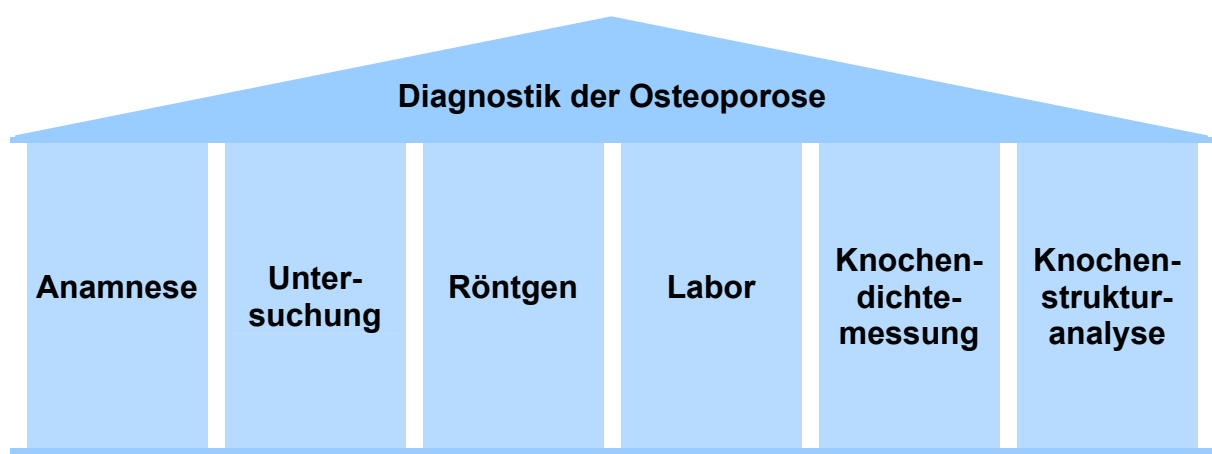 Diagnostik der Osteoporose
Anamnese
Unter-
suchung
Röntgen
Labor
Knochen-
dichte-
messung
Knochen-
struktur-
analyse